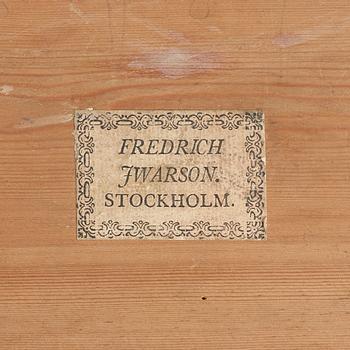 FREDRICH
JWARSON.
STOCKHOLM.